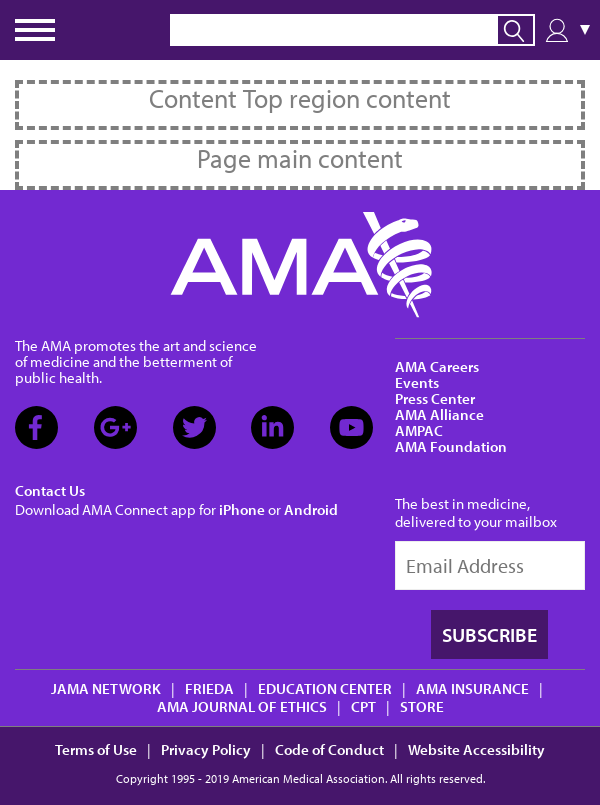 Content Top region content
Page main content
AMA
The AMA promotes the art and science
of medicine and the betterment of
public health.
AMA Careers
Events
Press Center
AMA Alliance
AMPAC
AMA Foundation
Contact Us
Download AMA Connect app for iPhone or Android
The best in medicine,
delivered to your mailbox
Email Address
SUBSCRIBE
JAMA NETWORK | FRIEDA | EDUCATION CENTER | AMA INSURANCE |
AMA JOURNAL OF ETHICS | CPT | STORE
Terms of Use | Privacy Policy | Code of Conduct | Website Accessibility
Copyright 1995 - 2019 American Medical Association. All rights reserved.